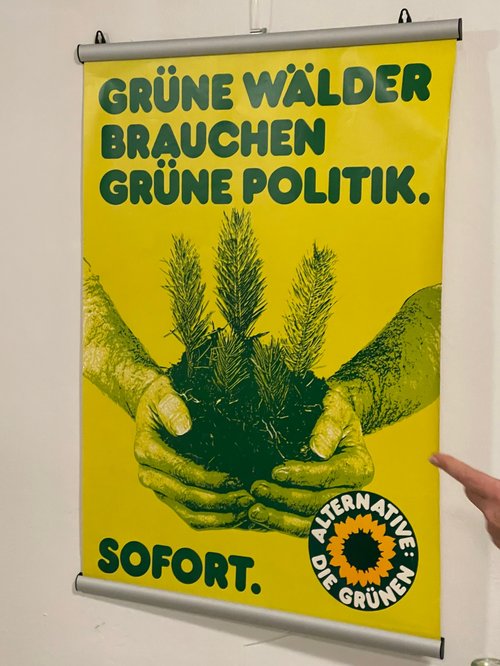 GRÜNE WÄLDER
BRAUCHEN
GRÜNE POLITIK.
SOFORT.
ALTERNATIVE:
DIE GRÜNEN